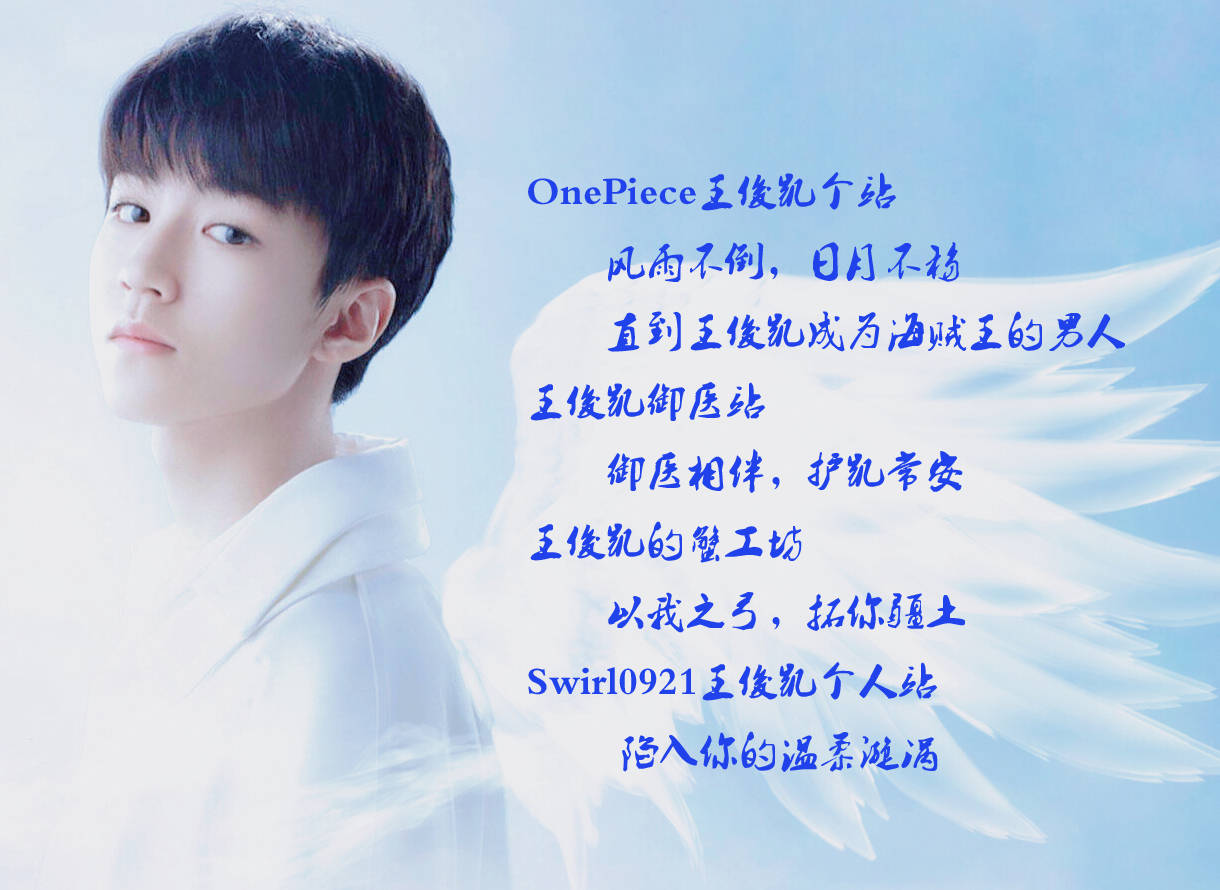 OnePiece王俊凯个站
风雨不倒，日月不移
直到王俊凯成为海贼王的男人
王俊凯御医站
御医相伴，护凯常安
王俊凯的蟹工坊
以我之弓，拓你疆土
Swirl0921王俊凯个人站
陷入你的温柔漩涡